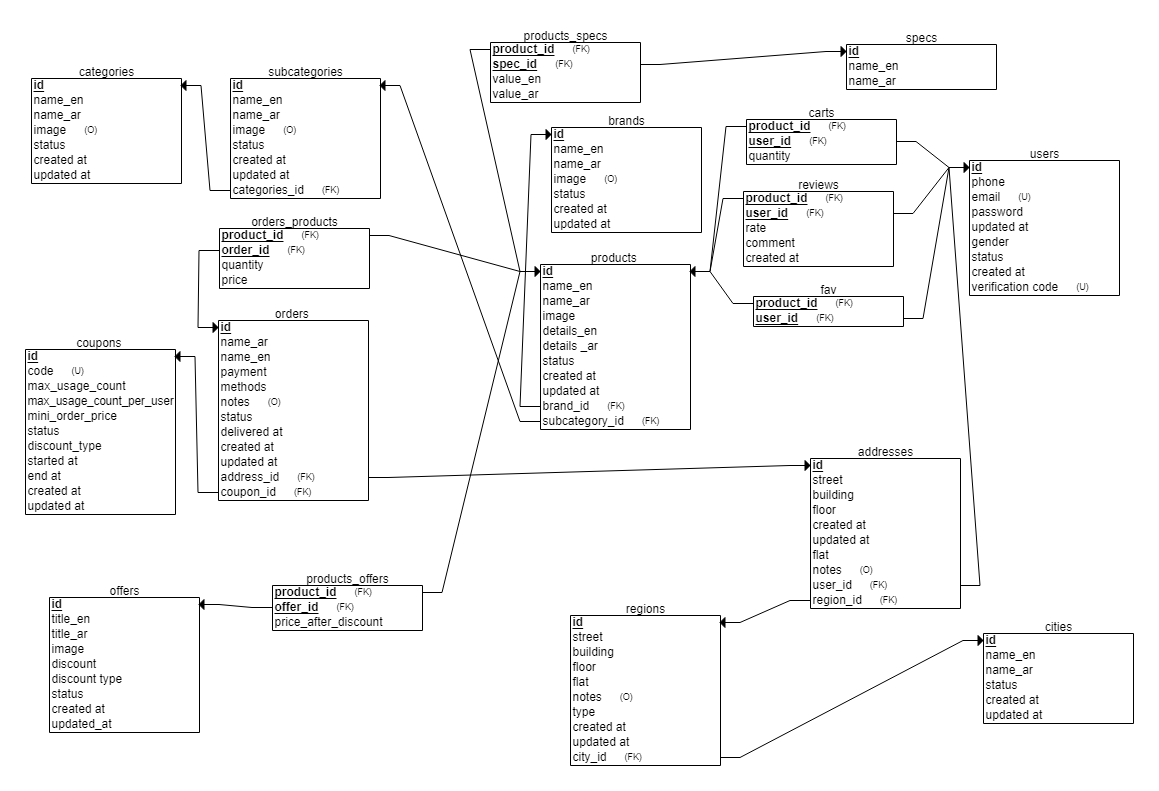 products_specs
product_id (FK)
spec_id (FK)
value_en
value_ar
specs
id
name_en
name_ar
categories
id
name_en
name_ar
image (O)
status
created at
updated at
subcategories
id
name_en
name_ar
image (O)
status
created at
updated at
categories_id (FK)
brands
id
name_en
name_ar
image (O)
status
created at
updated at
carts
product_id (FK)
user_id (FK)
quantity
users
id
phone
email (U)
password
updated at
gender
status
created at
verification code (U)
reviews
product_id (FK)
user_id (FK)
rate
comment
created at
orders_products
product_id (FK)
order_id (FK)
quantity
price
products
id
name_en
name_ar
image
details_en
details _ar
status
created at
updated at
brand_id (FK)
subcategory_id (FK)
fav
product_id (FK)
user_id (FK)
orders
id
name_ar
name_en
payment
methods
notes (O)
status
delivered at
created at
updated at
address_id (FK)
coupon_id (FK)
coupons
id
code (U)
max_usage_count
max_usage_count_per_user
mini_order_price
status
discount_type
started at
end at
created at
updated at
addresses
id
street
building
floor
created at
updated at
flat
notes (O)
user_id (FK)
region_id (FK)
offers
id
title_en
title_ar
image
discount
discount type
status
created at
updated_at
products_offers
product_id (FK)
offer_id (FK)
price_after_discount
regions
id
street
building
floor
flat
notes (O)
type
created at
updated at
city_id (FK)
cities
id
name_en
name_ar
status
created at
updated at